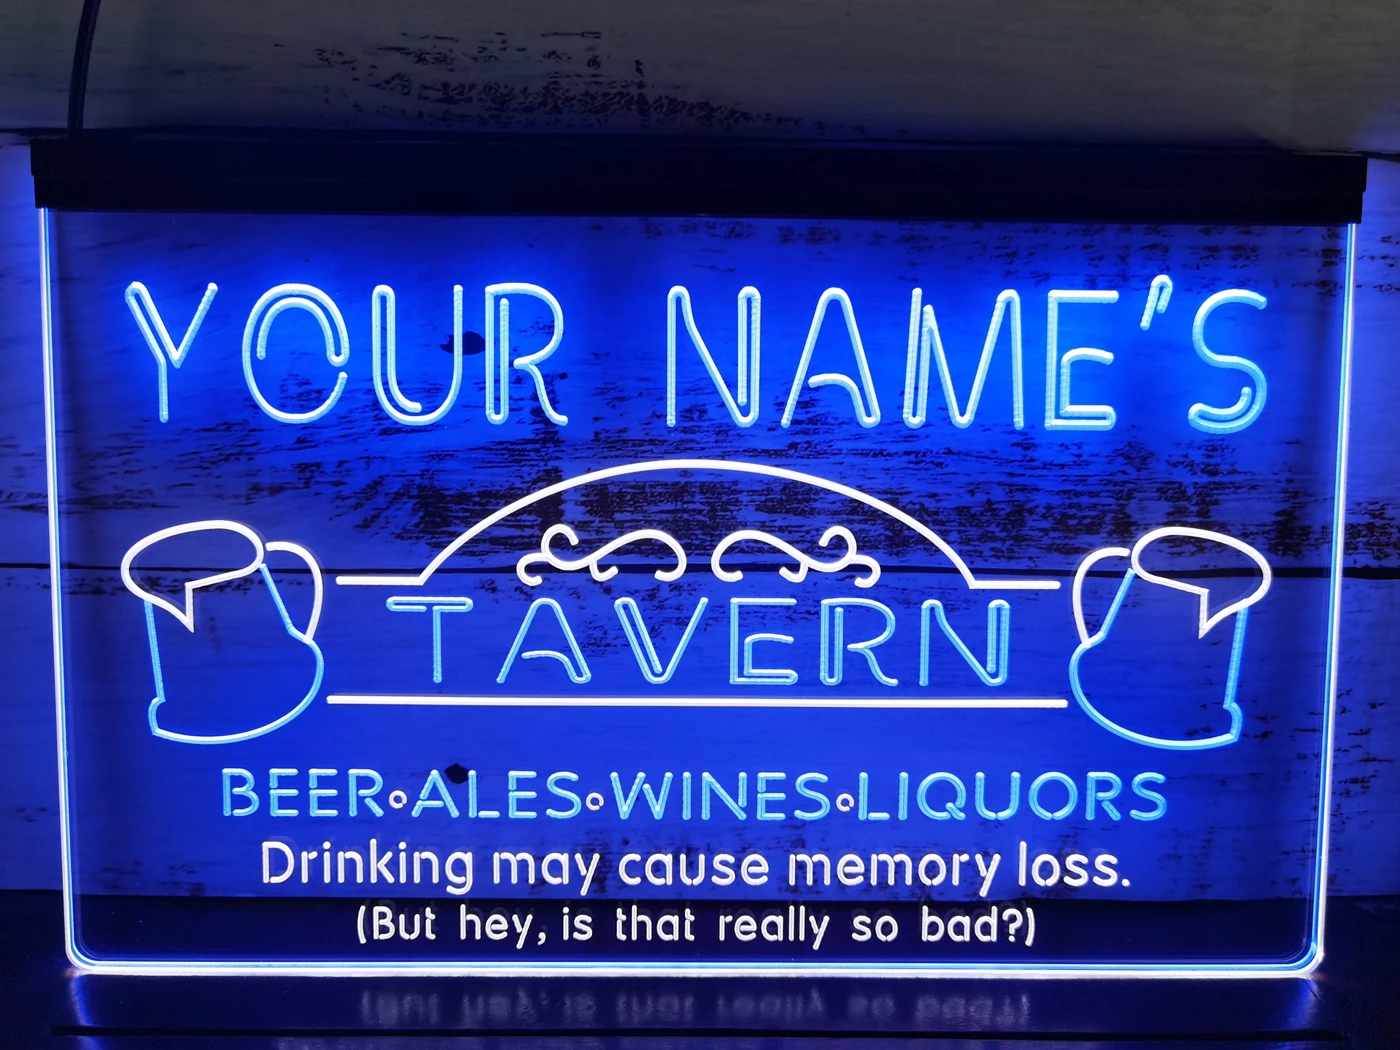 YOUR NAME'S
TAVERN
BEER◦ALES◦WINES◦LIQUORS
Drinking may cause memory loss.
(But hey, is that really so bad?)